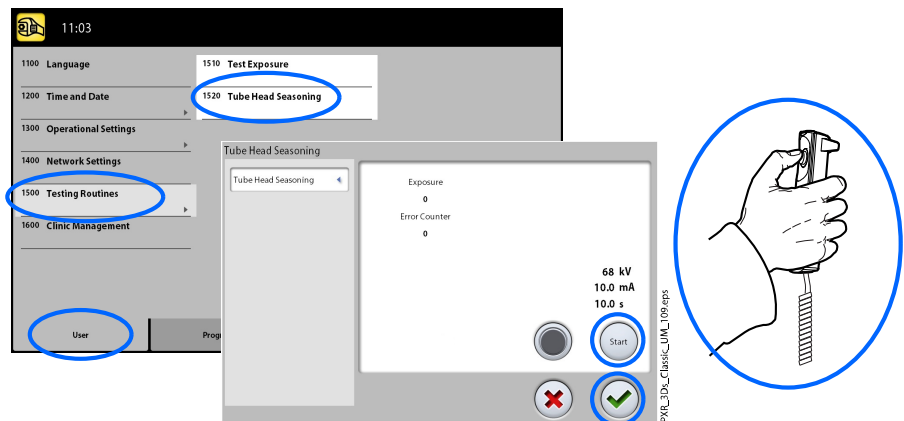 11:03
1100 Language
1200 Time and Date
1300 Operational Settings
1400 Network Settings
1500 Testing Routines
1600 Clinic Management
1510 Test Exposure
1520 Tube Head Seasoning
User
Progr
Tube Head Seasoning
Tube Head Seasoning
Exposure
0
Error Counter
0
68 kV
10.0 mA
10.0 s
Start
PXR_3Ds_Classic_UM_109.eps